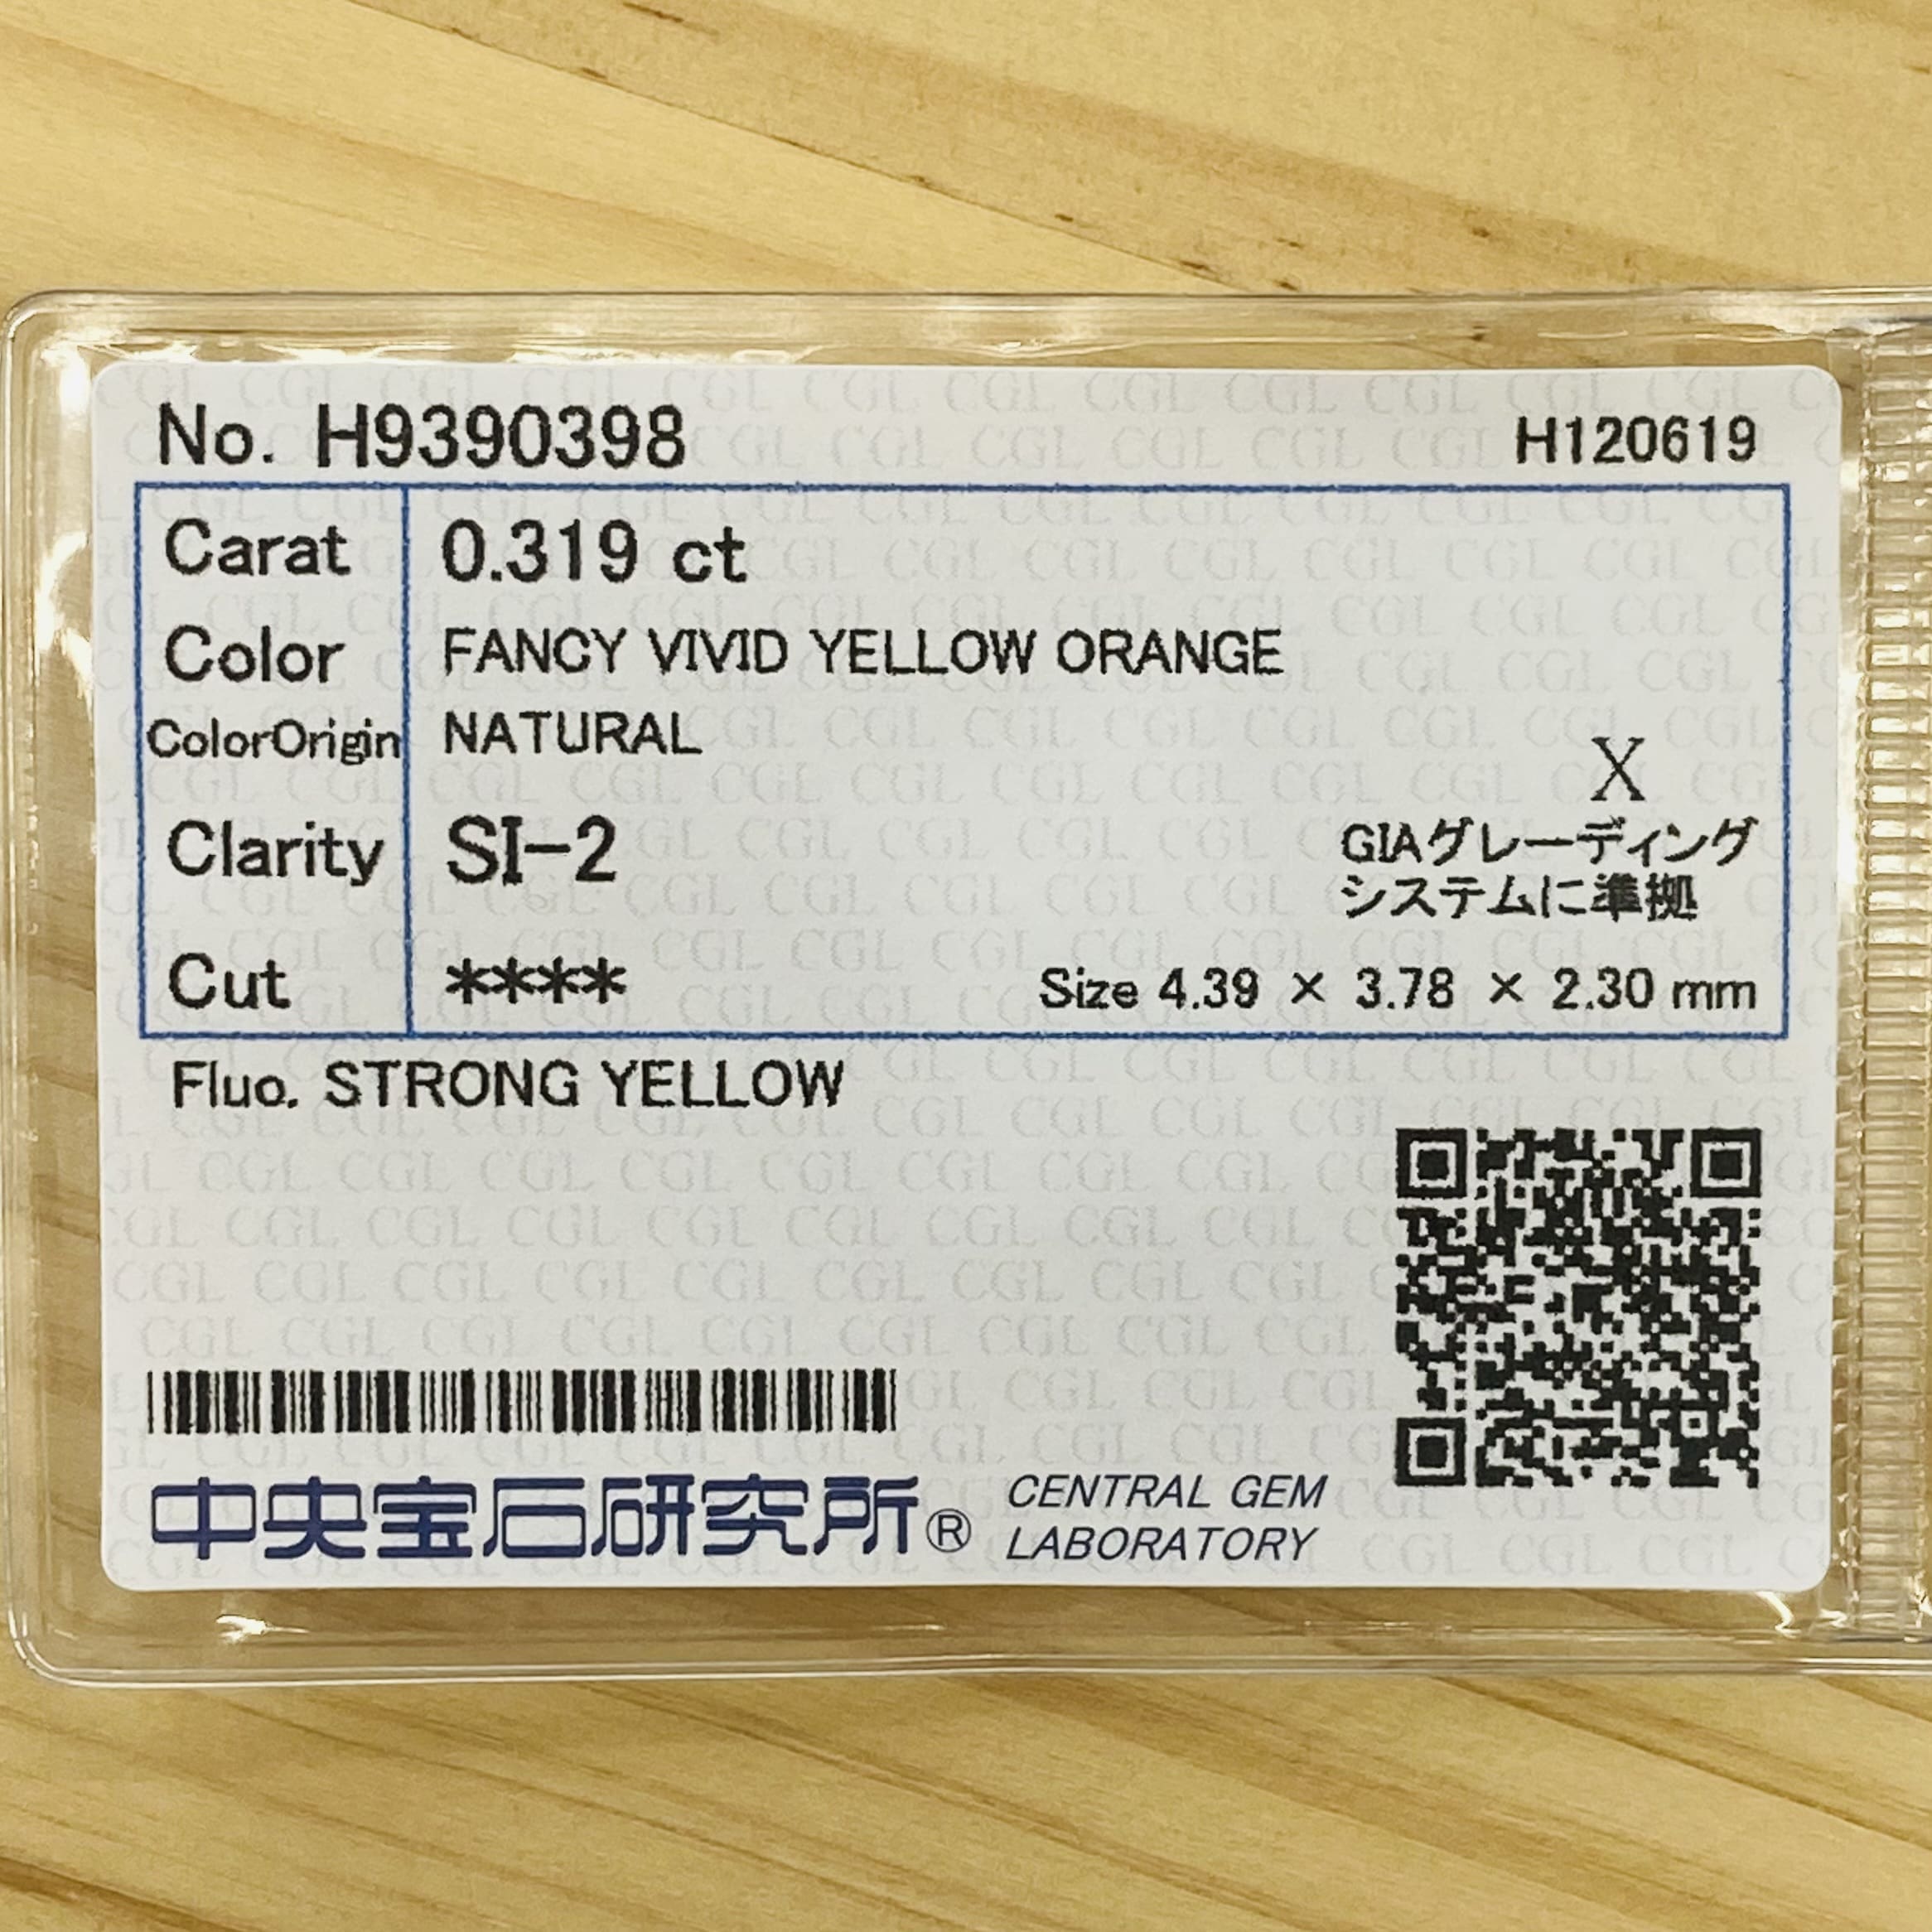 No. H9390398 H120619
Carat 0.319 ct
Color FANCY VIVID YELLOW ORANGE
ColorOrigin NATURAL
X
Clarity SI-2
GIAグレーディング
システムに準拠
Cut **** Size 4.39 × 3.78 × 2.30 mm
Fluo. STRONG YELLOW
中央宝石研究所® CENTRAL GEM
LABORATORY